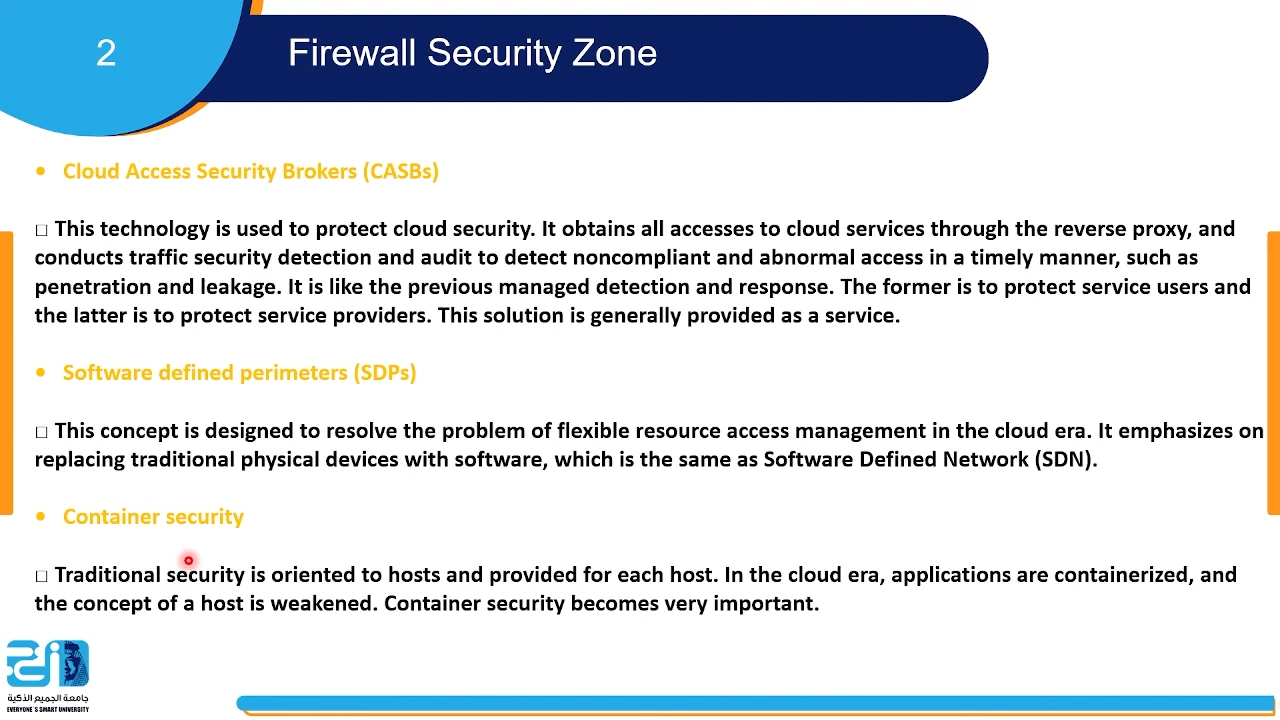 2
Firewall Security Zone
• Cloud Access Security Brokers (CASBs)
□ This technology is used to protect cloud security. It obtains all accesses to cloud services through the reverse proxy, and
conducts traffic security detection and audit to detect noncompliant and abnormal access in a timely manner, such as
penetration and leakage. It is like the previous managed detection and response. The former is to protect service users and
the latter is to protect service providers. This solution is generally provided as a service.
• Software defined perimeters (SDPs)
□ This concept is designed to resolve the problem of flexible resource access management in the cloud era. It emphasizes on
replacing traditional physical devices with software, which is the same as Software Defined Network (SDN).
• Container security
□ Traditional security is oriented to hosts and provided for each host. In the cloud era, applications are containerized, and
the concept of a host is weakened. Container security becomes very important.
جامعة الجميع الذكية
EVERYONE'S SMART UNIVERSITY